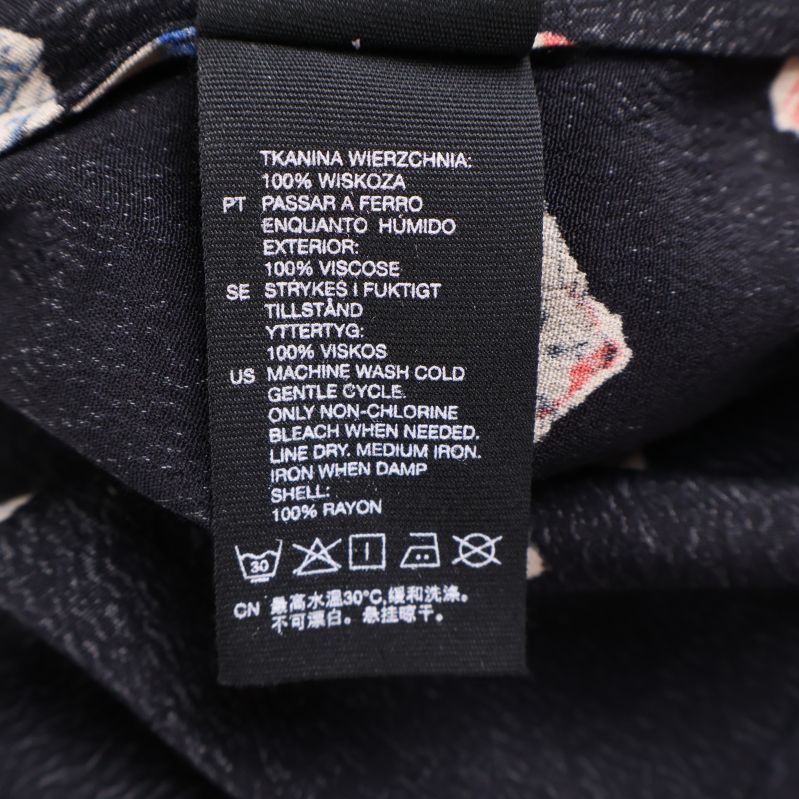 TKANINA WIERZCHNIA:
100% WISKOZA
PT PASSAR A FERRO
ENQUANTO HÚMIDO
EXTERIOR:
100% VISCOSE
SE STRYKES I FUKTIGT
TILLSTÅND
YTTERTYG:
100% VISKOS
US MACHINE WASH COLD
GENTLE CYCLE.
ONLY NON-CHLORINE
BLEACH WHEN NEEDED.
LINE DRY. MEDIUM IRON.
IRON WHEN DAMP
SHELL:
100% RAYON
30
CN 最高水温30°C,缓和洗涤。
不可漂白。悬挂晾干。